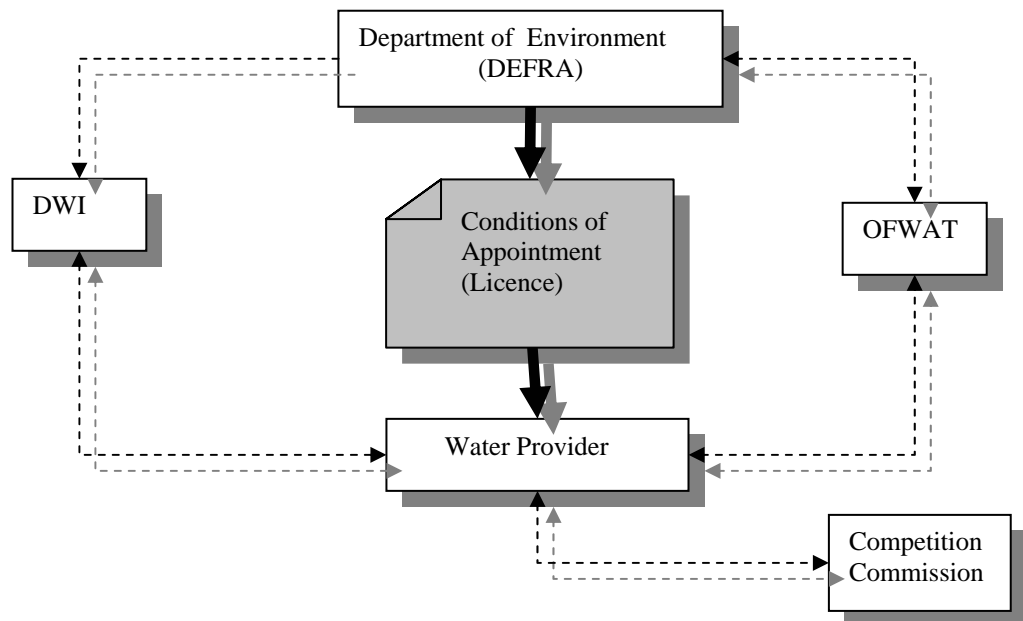 Department of Environment
(DEFRA)
DWI
Conditions of
Appointment
(Licence)
OFWAT
Water Provider
Competition
Commission